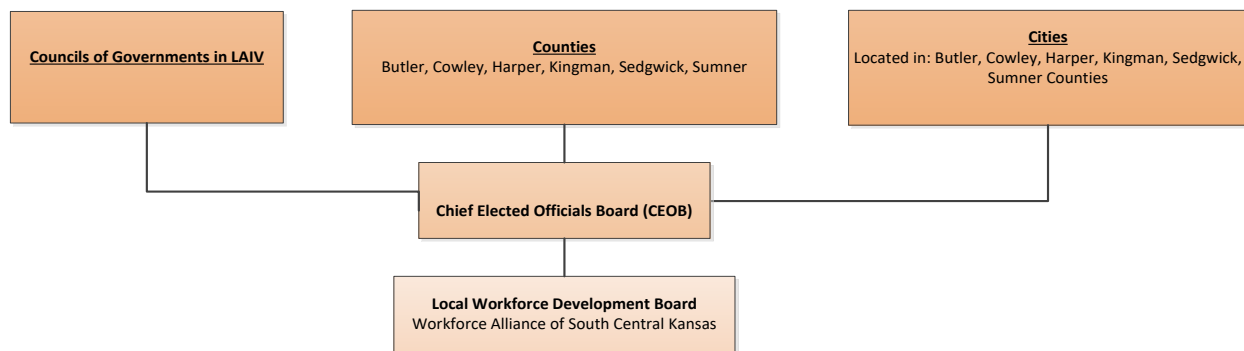 Councils of Governments in LAIV
Counties
Butler, Cowley, Harper, Kingman, Sedgwick, Sumner
Cities
Located in: Butler, Cowley, Harper, Kingman, Sedgwick,
Sumner Counties
Chief Elected Officials Board (CEOB)
Local Workforce Development Board
Workforce Alliance of South Central Kansas